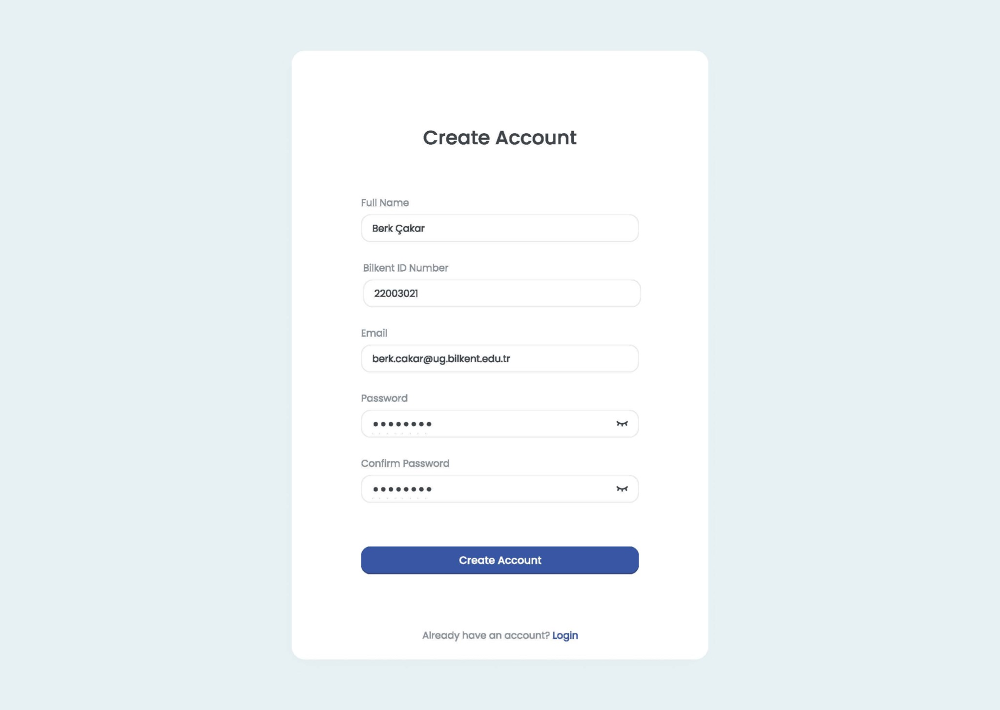 Create Account
Full Name
Berk Çakar
Bilkent ID Number
22003021
Email
berk.cakar@ug.bilkent.edu.tr
Password
••••••••
Confirm Password
••••••••
Create Account
Already have an account? Login